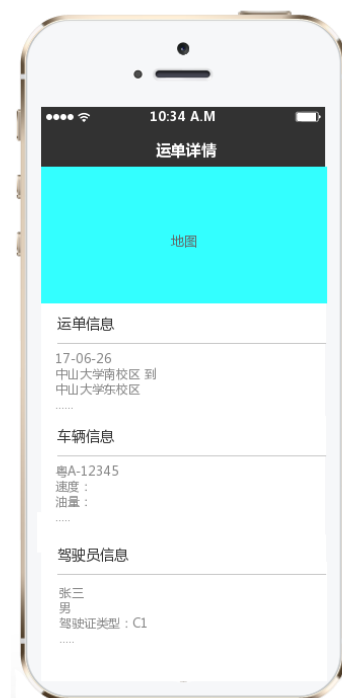 10:34 A.M
运单详情
地图
运单信息
17-06-26
中山大学南校区 到
中山大学东校区
......
车辆信息
粤A-12345
速度：
油量：
.....
驾驶员信息
张三
男
驾驶证类型：C1
.....